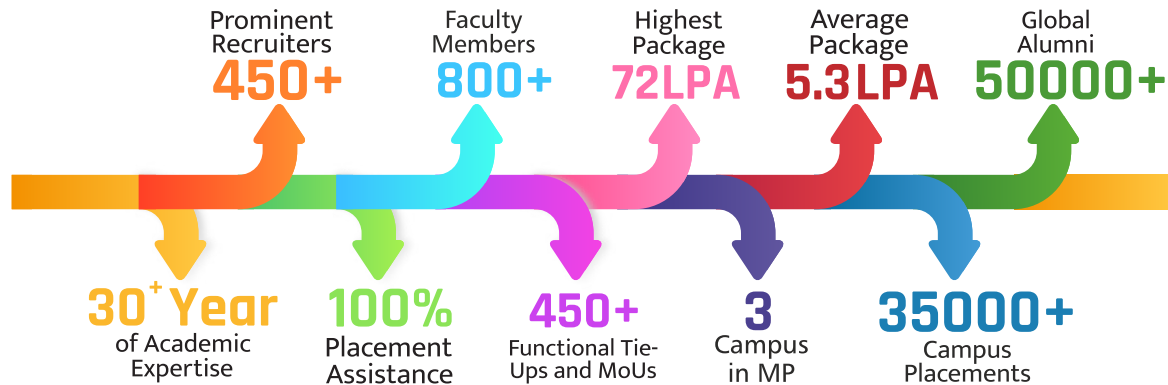 Prominent
Recruiters
450+
Faculty
Members
800+
Highest
Package
72LPA
Average
Package
5.3LPA
Global
Alumni
50000+
30+ Year
of Academic
Expertise
100%
Placement
Assistance
450+
Functional Tie-
Ups and MoUs
3
Campus
in MP
35000+
Campus
Placements